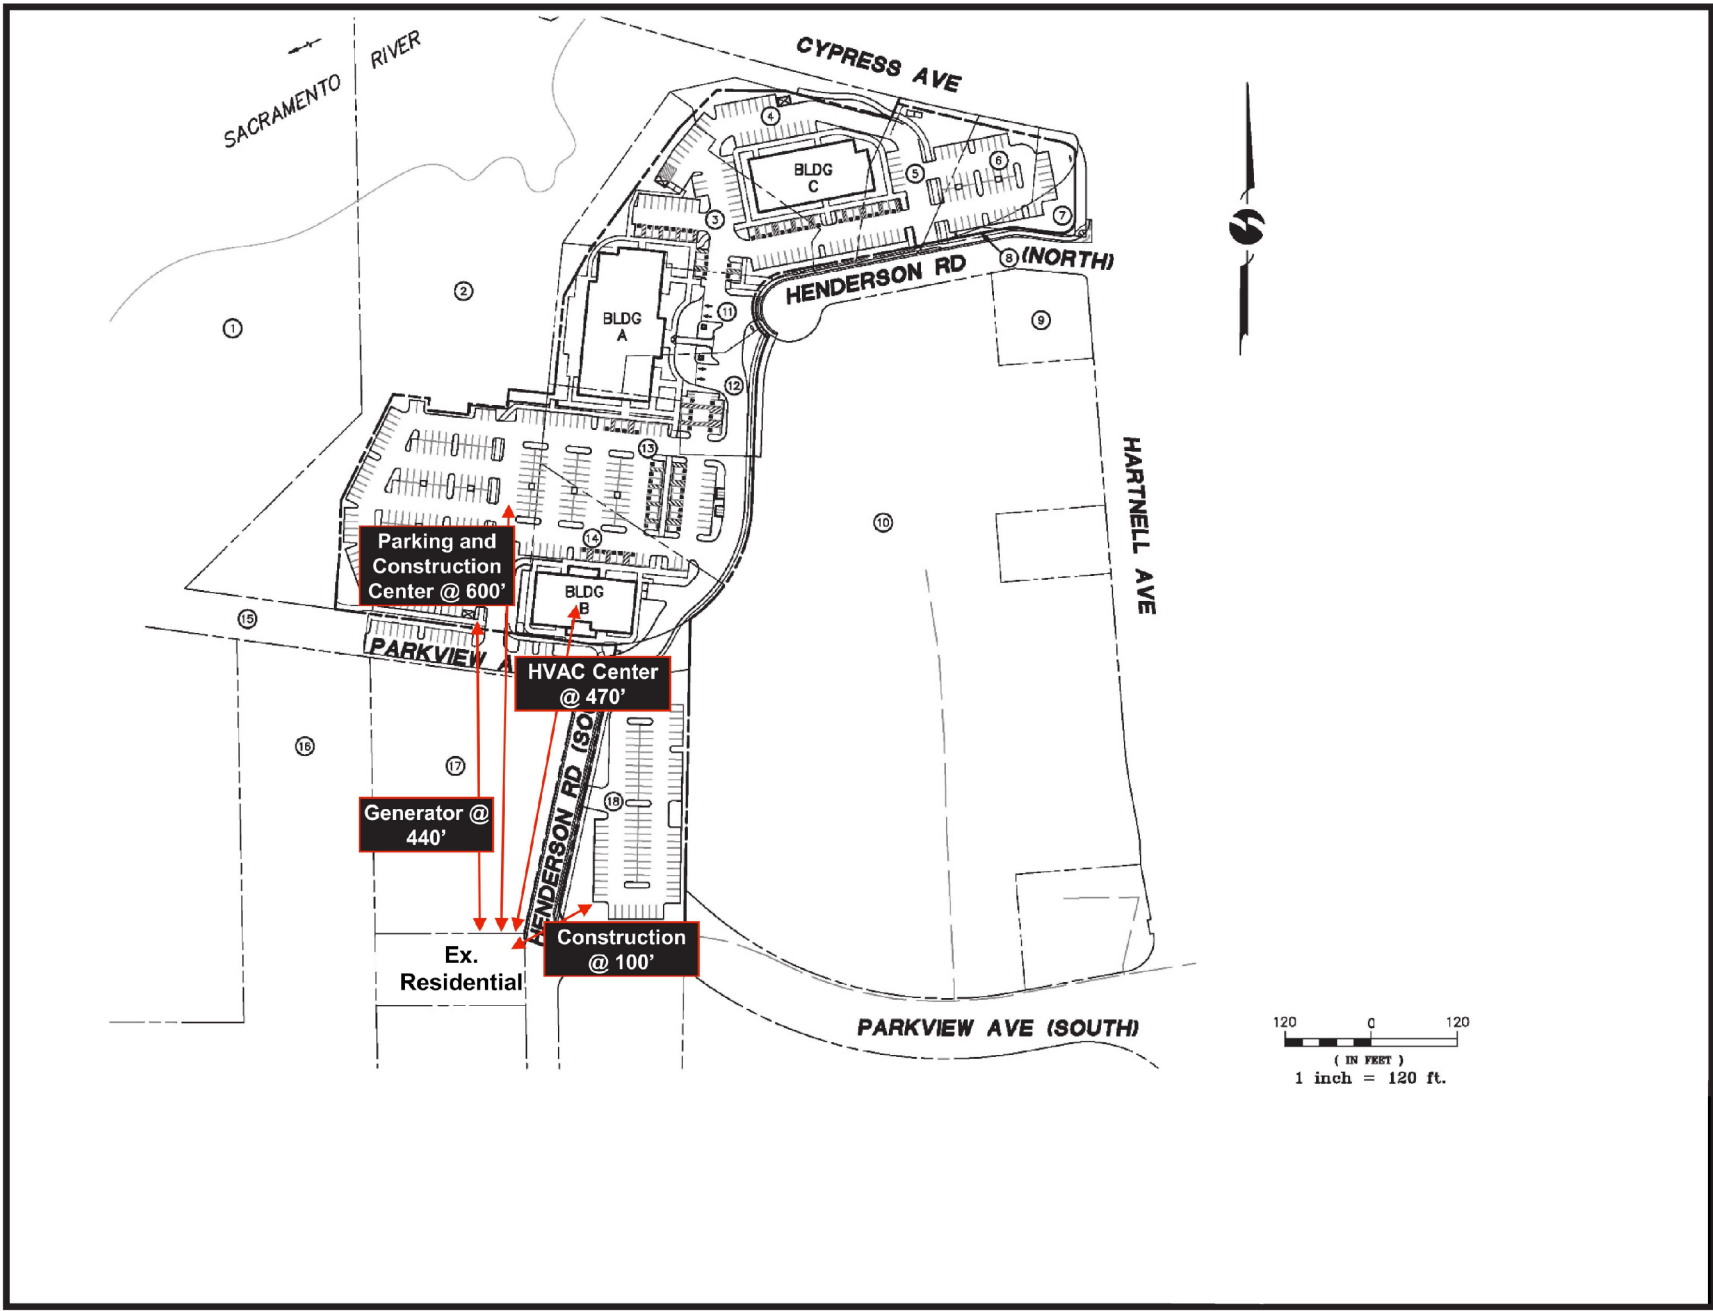 SACRAMENTO RIVER
CYPRESS AVE
4
BLDG
C
5
6
7
3
8
(NORTH)
HENDERSON RD
2
1
BLDG
A
11
9
12
13
10
HARTNELL AVE
14
Parking and
Construction
Center @ 600'
BLDG
B
15
PARKVIEW A
HVAC Center
@ 470'
16
17
HENDERSON RD (SOU
18
Generator @
440'
Construction
@ 100'
Ex.
Residential
PARKVIEW AVE (SOUTH)
120 0 120
( IN FEET )
1 inch = 120 ft.